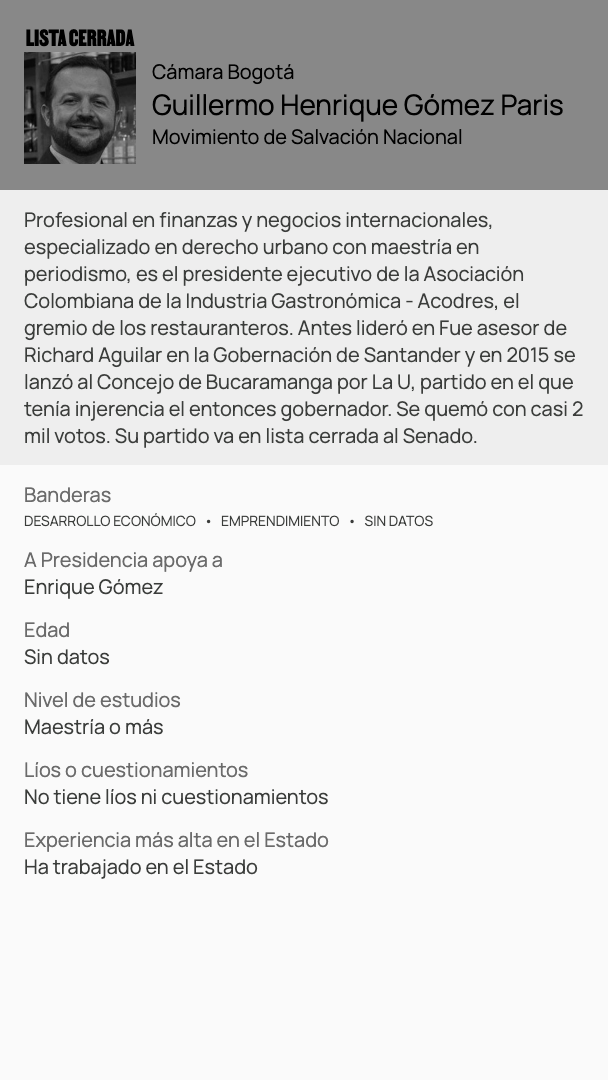 LISTA CERRADA
Cámara Bogotá
Guillermo Henrique Gómez Paris
Movimiento de Salvación Nacional
Profesional en finanzas y negocios internacionales,
especializado en derecho urbano con maestría en
periodismo, es el presidente ejecutivo de la Asociación
Colombiana de la Industria Gastronómica - Acodres, el
gremio de los restauranteros. Antes lideró en Fue asesor de
Richard Aguilar en la Gobernación de Santander y en 2015 se
lanzó al Concejo de Bucaramanga por La U, partido en el que
tenía injerencia el entonces gobernador. Se quemó con casi 2
mil votos. Su partido va en lista cerrada al Senado.
Banderas
DESARROLLO ECONÓMICO • EMPRENDIMIENTO • SIN DATOS
A Presidencia apoya a
Enrique Gómez
Edad
Sin datos
Nivel de estudios
Maestría o más
Líos o cuestionamientos
No tiene líos ni cuestionamientos
Experiencia más alta en el Estado
Ha trabajado en el Estado